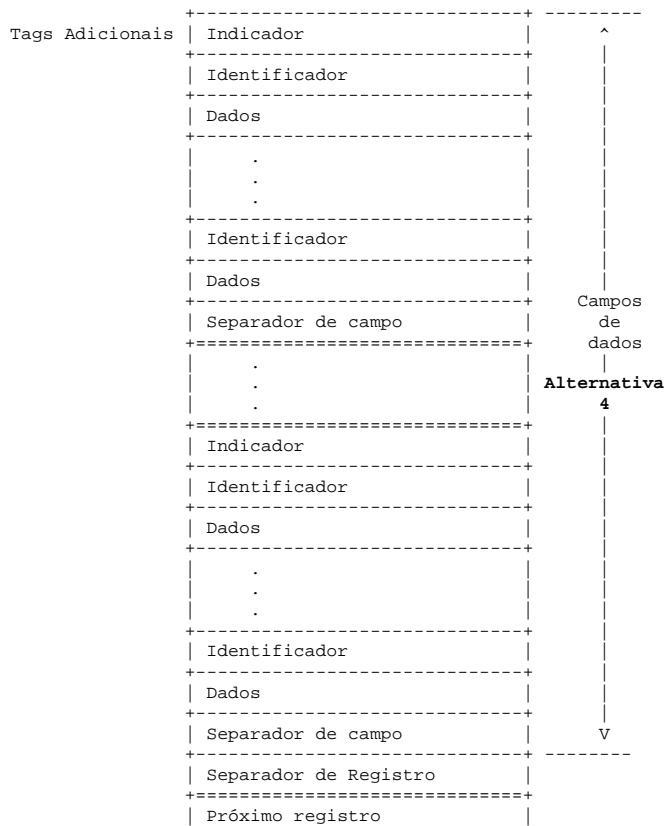 Tags Adicionais Indicador
Identificador
Dados
.
.
.
Identificador
Dados
Separador de campo
Campos
de
dados
.
.
.
Alternativa
4
Indicador
Identificador
Dados
.
.
.
Identificador
Dados
Separador de campo
V
Separador de Registro
Próximo registro